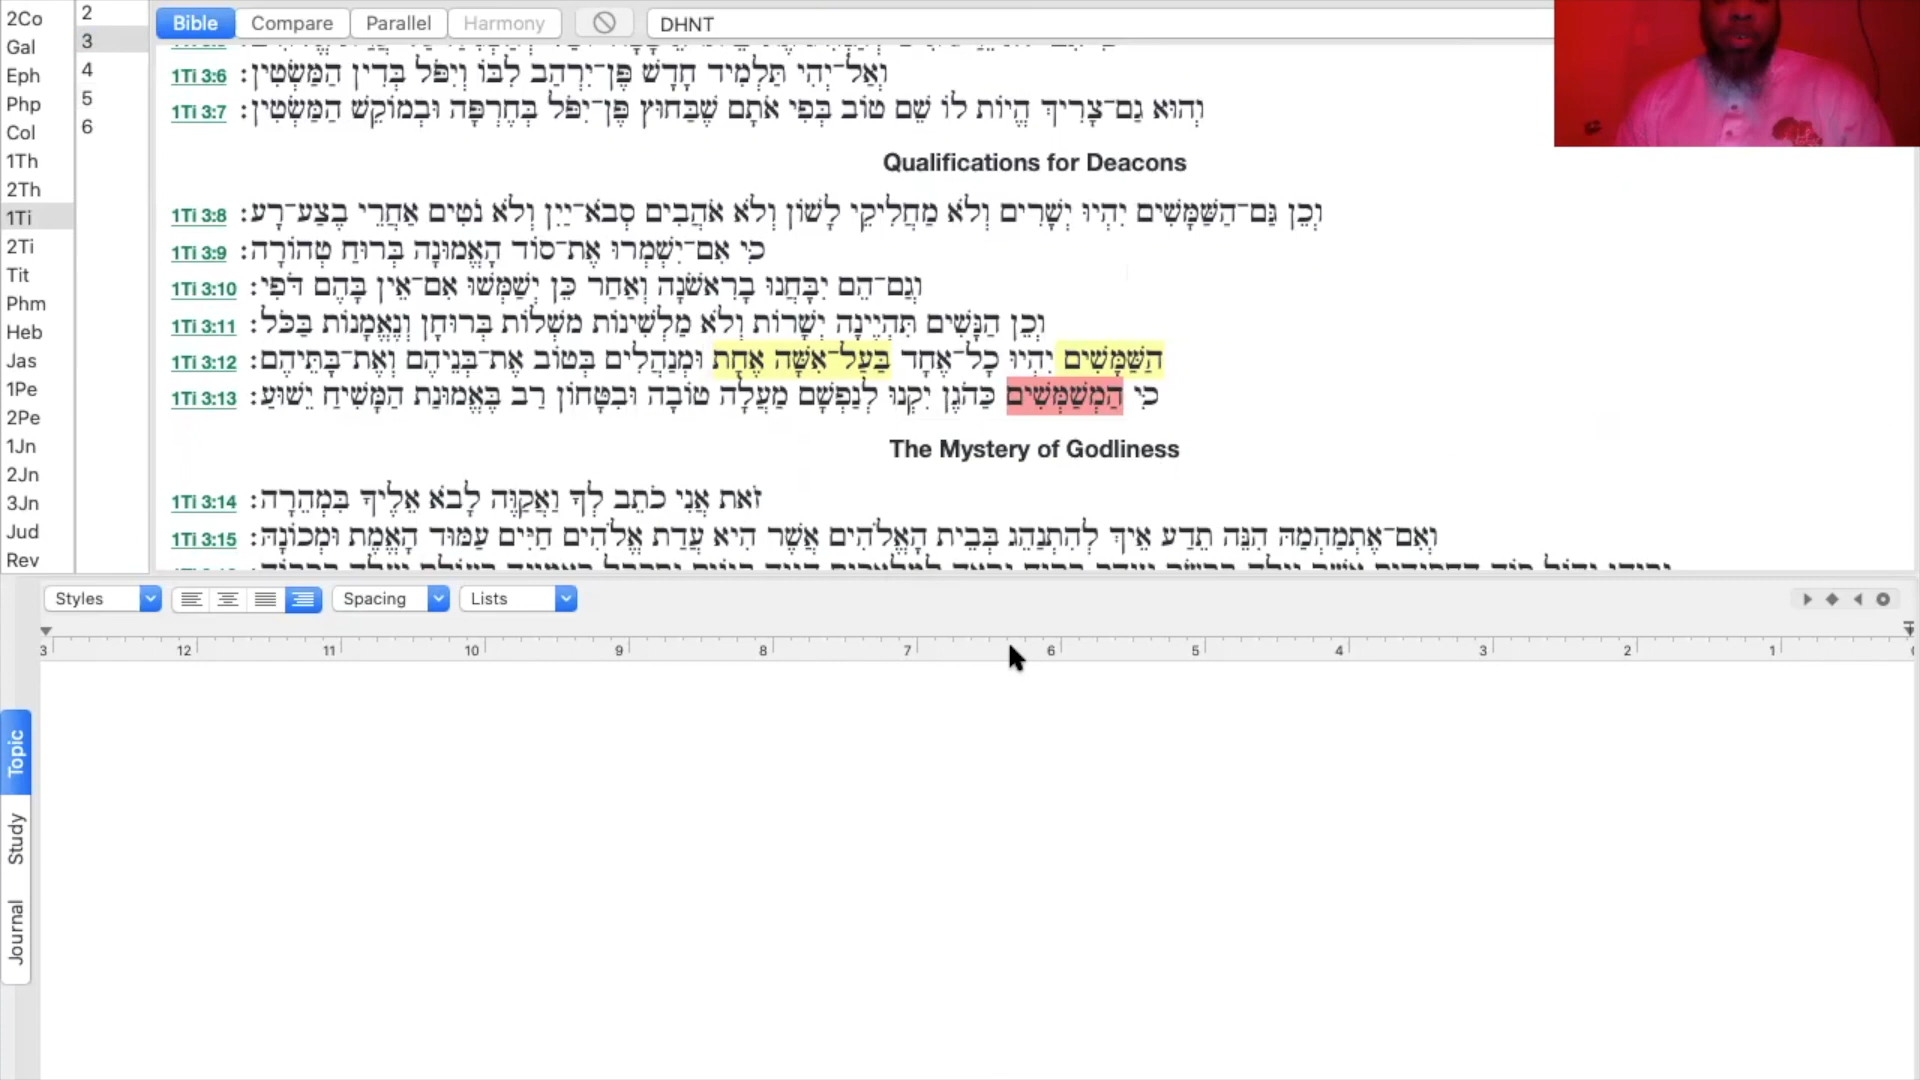 2Co
Gal
Eph
Php
Col
1Th
2Th
1Ti
2Ti
Tit
Phm
Heb
Jas
1Pe
2Pe
1Jn
2Jn
3Jn
Jud
Rev
2
3
4
5
6
Bible Compare Parallel Harmony DHNT
1Ti 3:6 וְאַל־יְהִי תַּלְמִיד חָדָשׁ פֶּן־יִרְהַב לִבּוֹ וְיִפֹּל בְּדִין הַמַּשְׂטִין׃
1Ti 3:7 וְהוּא גַם־צָרִיךְ הֱיוֹת לוֹ שֵׁם טוֹב בְּפִי אֹתָם שֶׁבַּחוּץ פֶּן־יִפֹּל בְּחֶרְפָּה וּבְמוֹקֵשׁ הַמַּשְׂטִין׃
Qualifications for Deacons
1Ti 3:8 וְכֵן גַּם־הַשַּׁמָּשִׁים יִהְיוּ יְשָׁרִים וְלֹא מַחֲלִיקֵי לָשׁוֹן וְלֹא אֹהֲבִים סְבֹא־יַיִן וְלֹא נֹטִים אַחֲרֵי בֶצַע־רָע׃
1Ti 3:9 כִּי אִם־יִשְׁמְרוּ אֶת־סוֹד הָאֱמוּנָה בְּרוּחַ טְהוֹרָה׃
1Ti 3:10 וְגַם־הֵם יִבָּחֲנוּ בָרִאשֹׁנָה וְאַחַר כֵּן יְשַׁמְּשׁוּ אִם־אֵין בָּהֶם דֹּפִי׃
1Ti 3:11 וְכֵן הַנָּשִׁים תִּהְיֶינָה יְשָׁרוֹת וְלֹא מַלְשִׁינוֹת משְׁלוֹת בְּרוּחָן וְנֶאֱמָנוֹת בַּכֹּל׃
1Ti 3:12 הַשַּׁמָּשִׁים יִהְיוּ כָל־אֶחָד בַּעַל־אִשָּׁה אֶחָת וּמְנַהֲלִים בְּטוֹב אֶת־בְּנֵיהֶם וְאֶת־בָּתֵּיהֶם׃
1Ti 3:13 כִּי הַמְשַׁמְּשִׁים כַּהֹגֶן יִקְנוּ לְנַפְשָׁם מַעֲלָה טוֹבָה וּבִטָּחוֹן רַב בֶּאֱמוּנַת הַמָּשִׁיחַ יֵשׁוּעַ׃
The Mystery of Godliness
1Ti 3:14 זֹאת אֲנִי כֹתֵב לְךָ וַאֲקַוֶּה לָבֹא אֵלֶיךָ בִּמְהֵרָה׃
1Ti 3:15 וְאִם־אֶתְמַהְמַהּ הִנֵּה תֵדַע אֵיךְ לְהִתְנַהֵג בְּבֵית הָאֱלֹהִים אֲשֶׁר הִיא עֲדַת אֱלֹהִים חַיִּים עַמּוּד הָאֱמֶת וּמְכוֹנָהּ׃
Styles Spacing Lists
3 12 11 10 9 8 7 6 5 4 3 2 1
Topic
Study
Journal